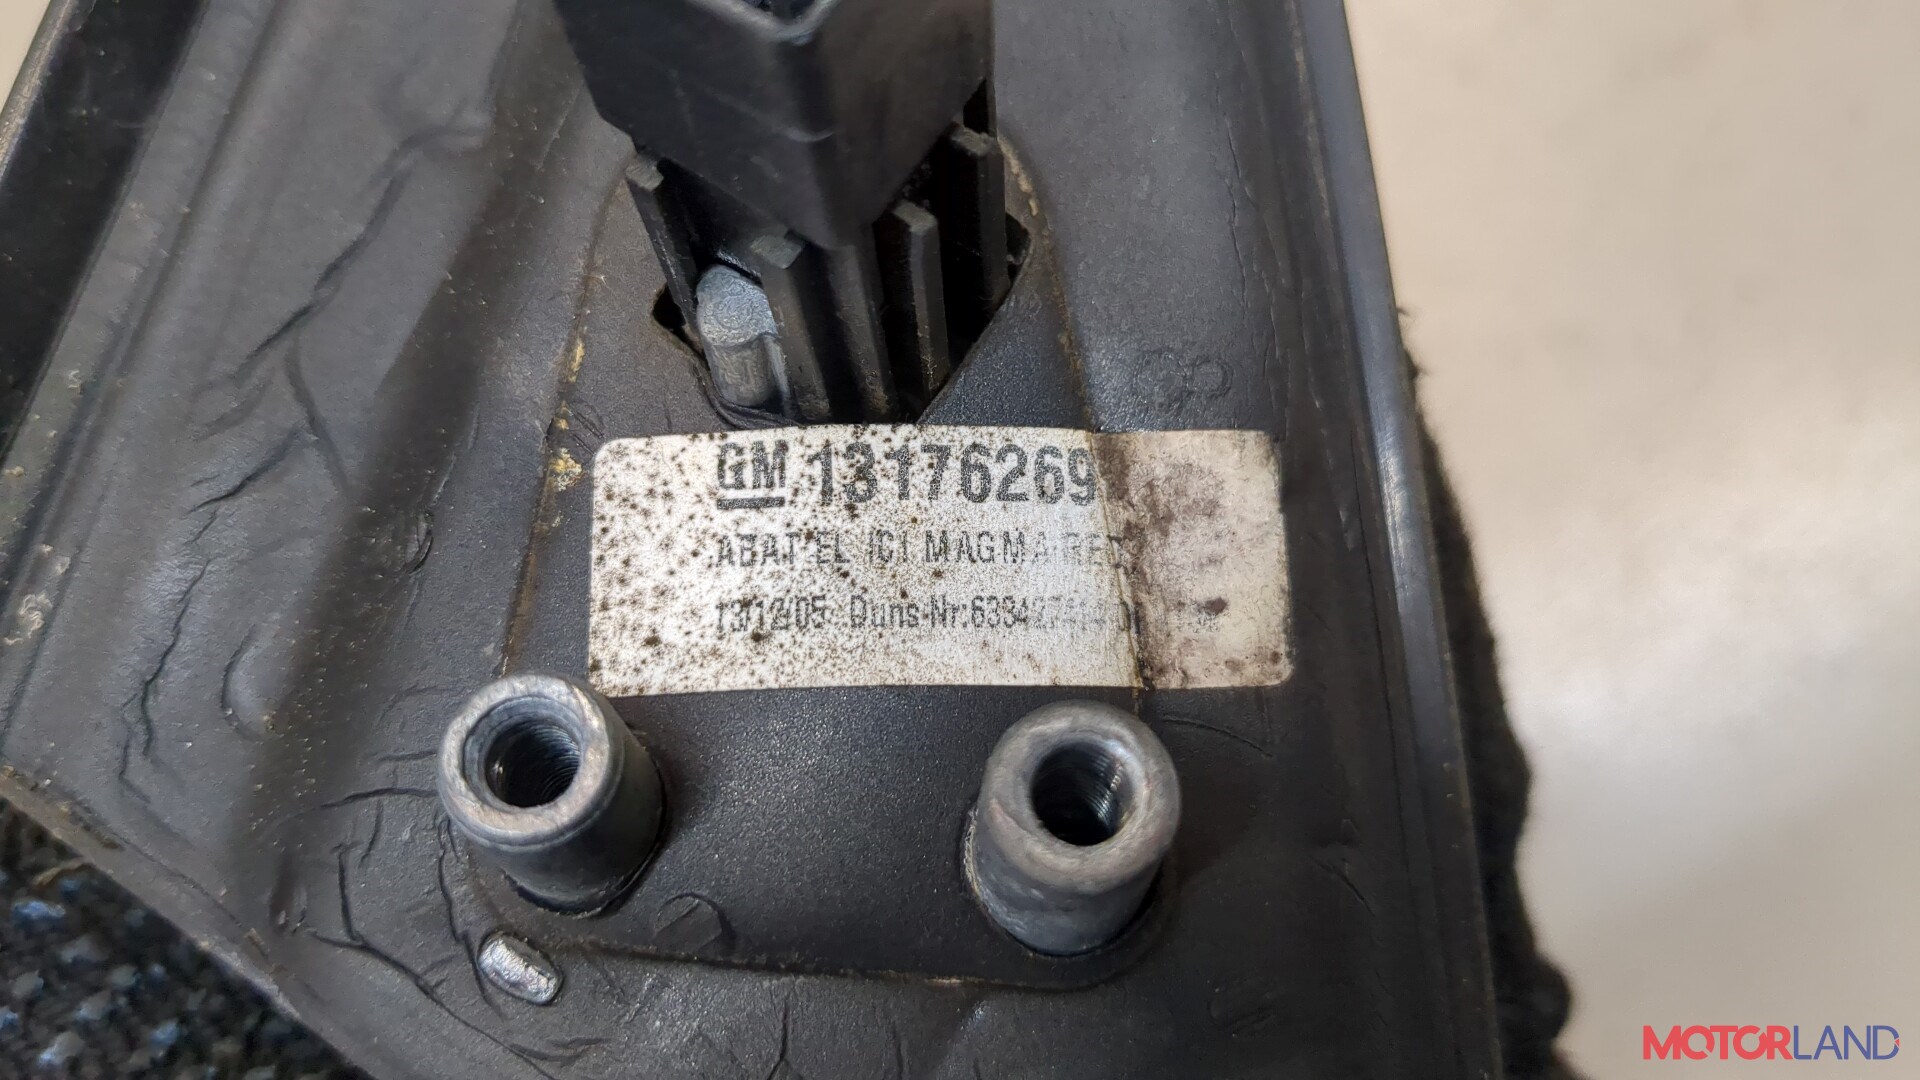 GM 13176269
ABAT EL ICI MAGMA RED
13/12/05 Duns-Nr:
MOTORLAND